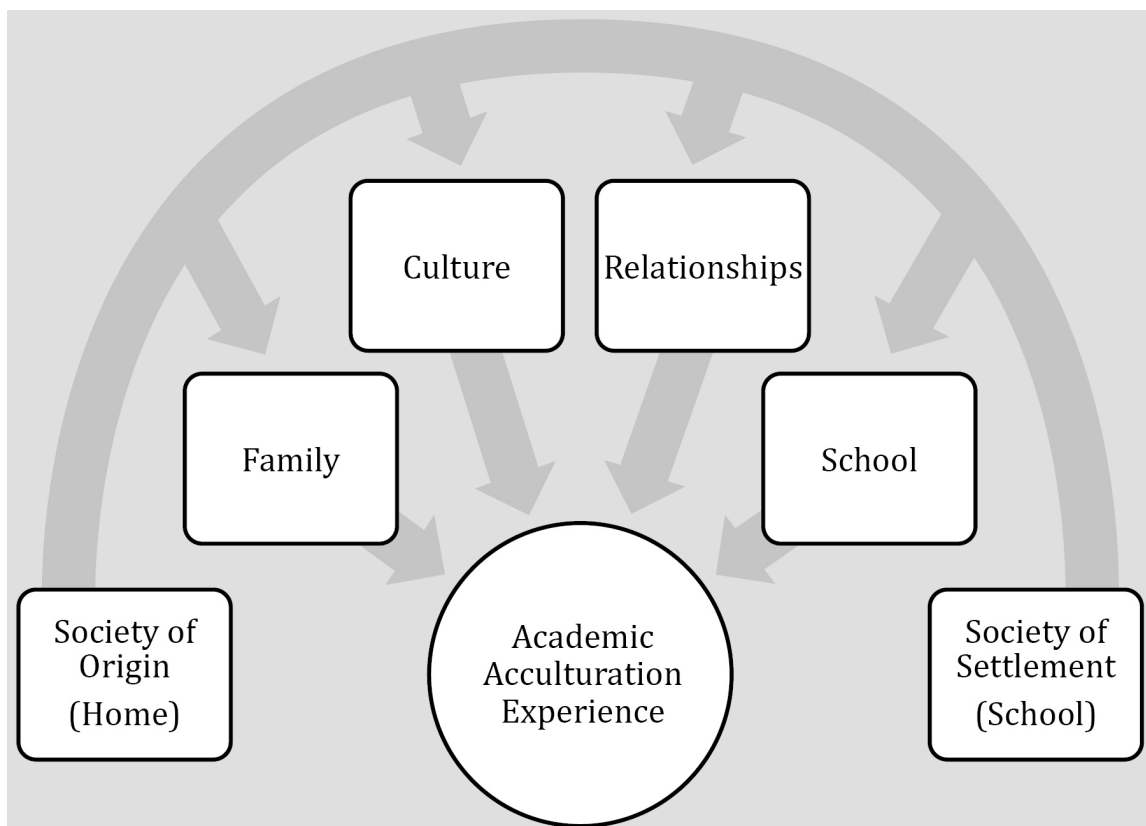 Culture
Relationships
Family
School
Society of
Origin
(Home)
Academic
Acculturation
Experience
Society of
Settlement
(School)